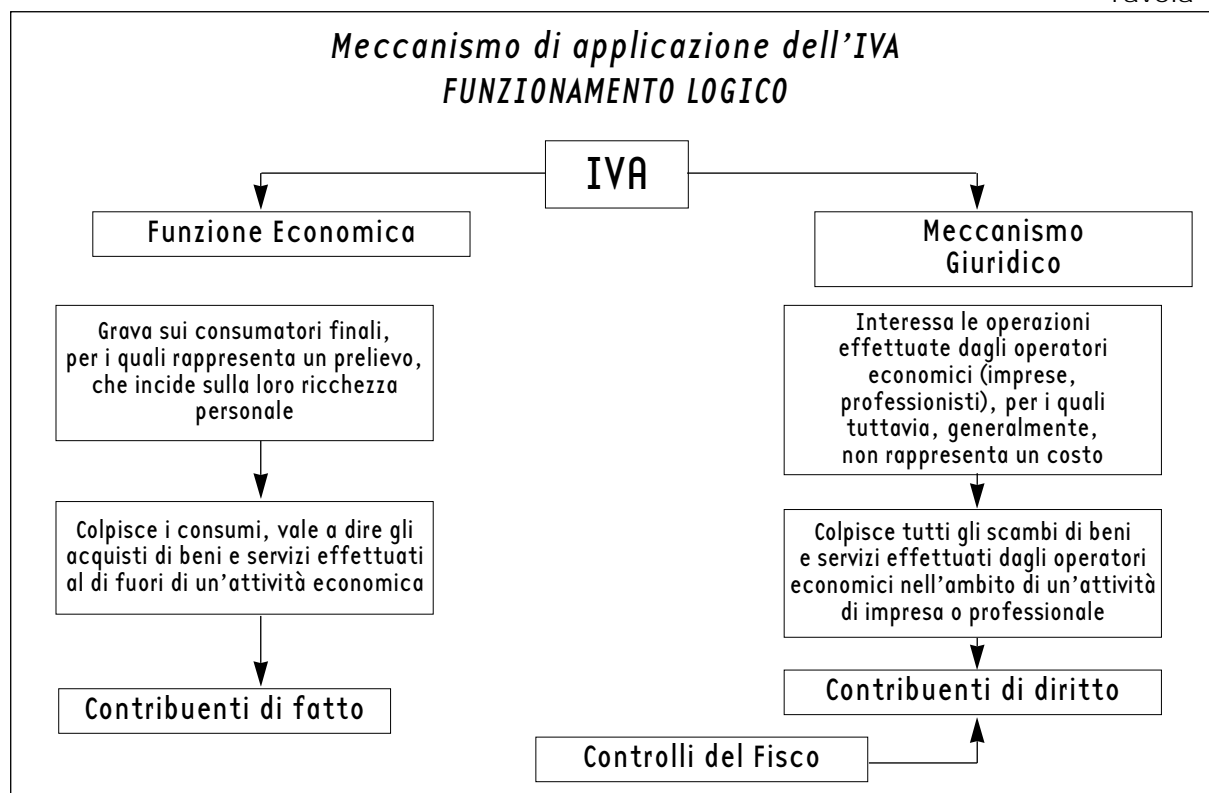 Tavola
Meccanismo di applicazione dell'IVA
FUNZIONAMENTO LOGICO
IVA
Funzione Economica
Meccanismo
Giuridico
Grava sui consumatori finali,
per i quali rappresenta un prelievo,
che incide sulla loro ricchezza
personale
Interessa le operazioni
effettuate dagli operatori
economici (imprese,
professionisti), per i quali
tuttavia, generalmente,
non rappresenta un costo
Colpisce i consumi, vale a dire gli
acquisti di beni e servizi effettuati
al di fuori di un'attività economica
Colpisce tutti gli scambi di beni
e servizi effettuati dagli operatori
economici nell'ambito di un'attività
di impresa o professionale
Contribuenti di fatto
Contribuenti di diritto
Controlli del Fisco